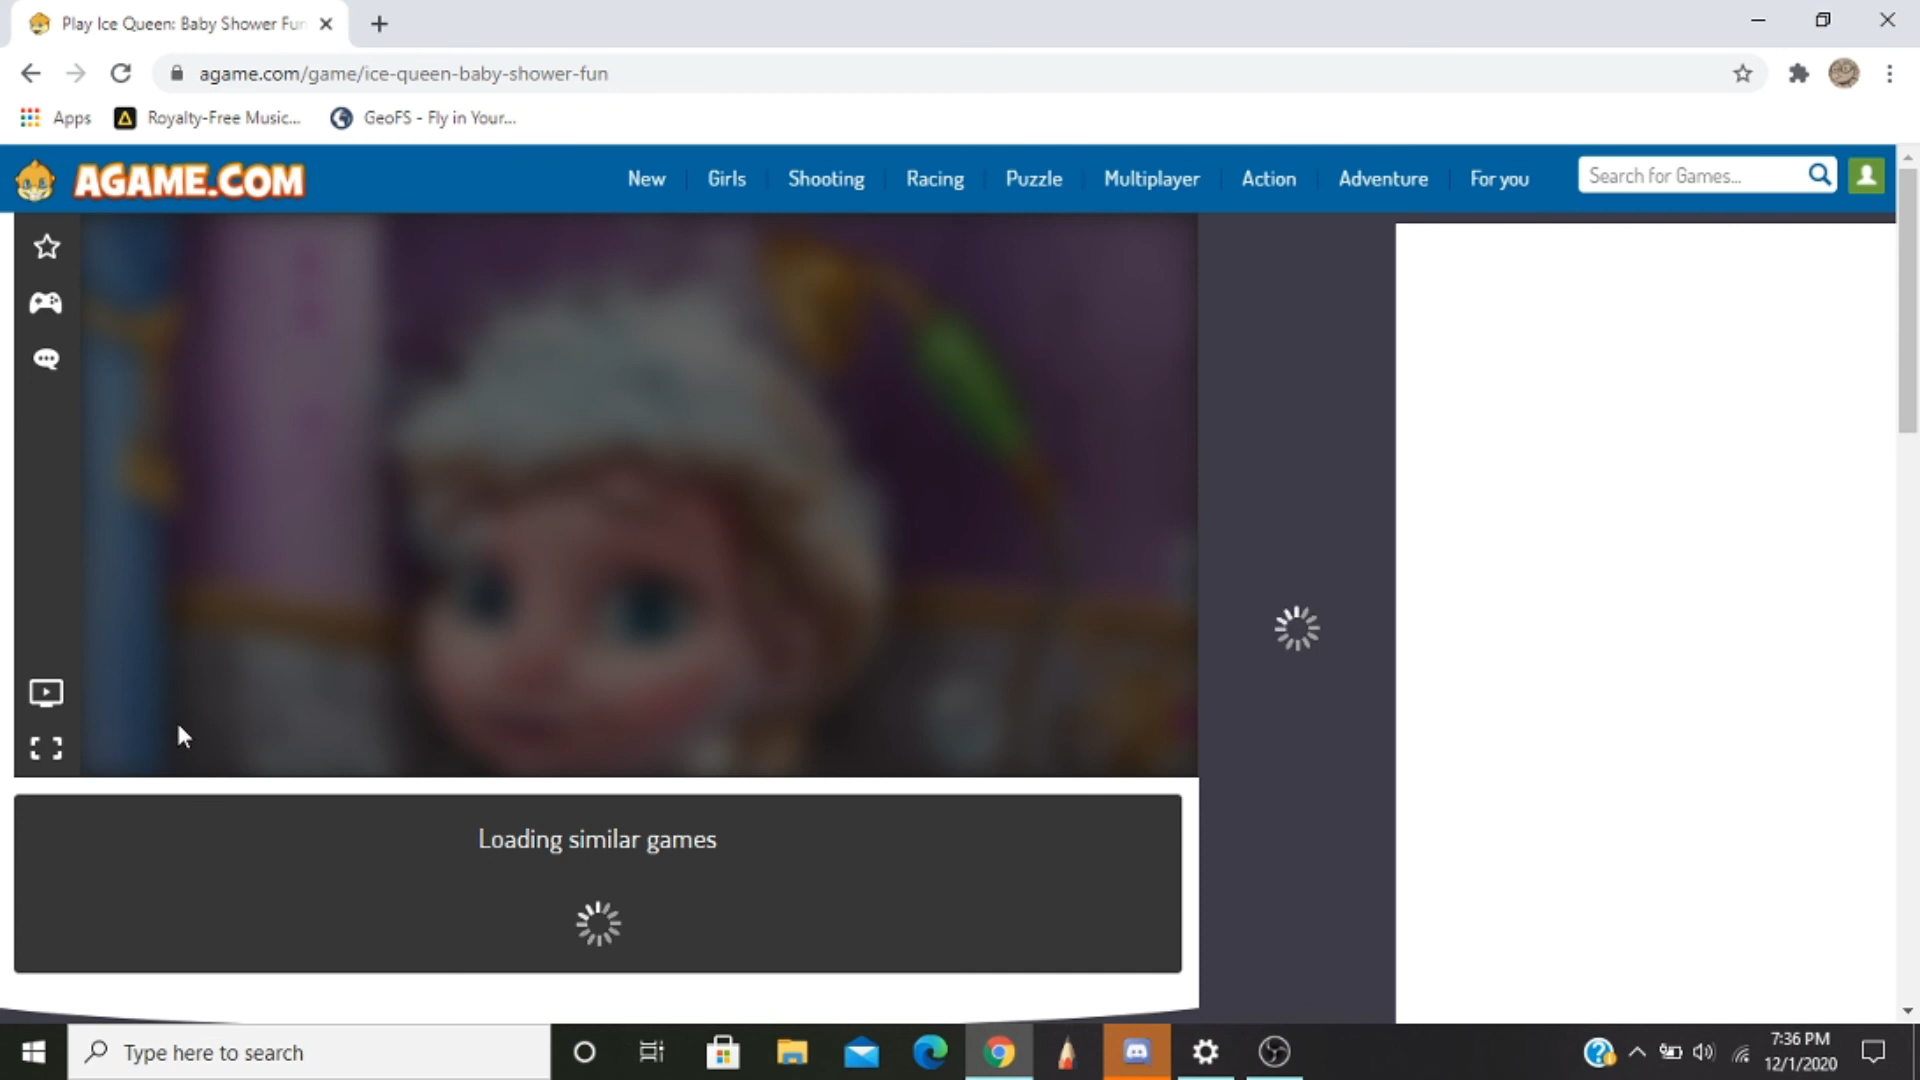 Play Ice Queen: Baby Shower Fun
agame.com/game/ice-queen-baby-shower-fun
Apps Royalty-Free Music... GeoFS - Fly in Your...
AGAME.COM New Girls Shooting Racing Puzzle Multiplayer Action Adventure For you Search for Games...
Loading similar games
Type here to search
7:36 PM
12/1/2020